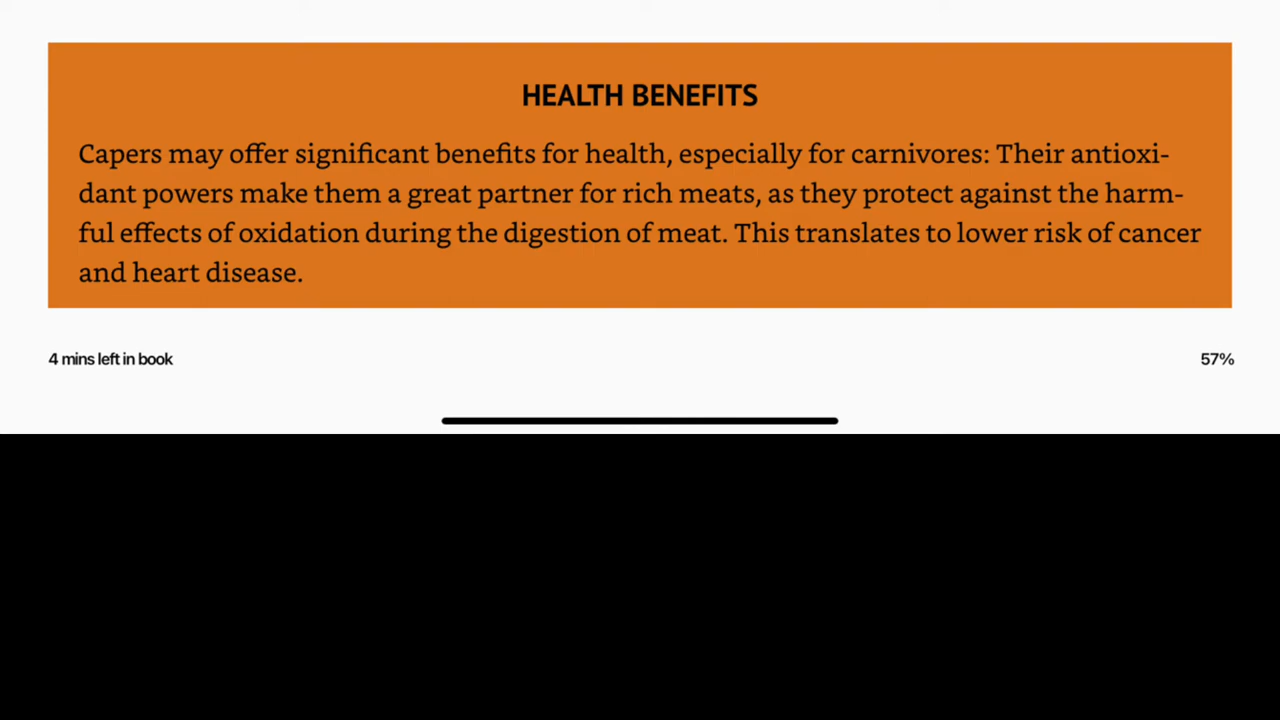 HEALTH BENEFITS
Capers may offer significant benefits for health, especially for carnivores: Their antioxi-
dant powers make them a great partner for rich meats, as they protect against the harm-
ful effects of oxidation during the digestion of meat. This translates to lower risk of cancer
and heart disease.
4 mins left in book
57%